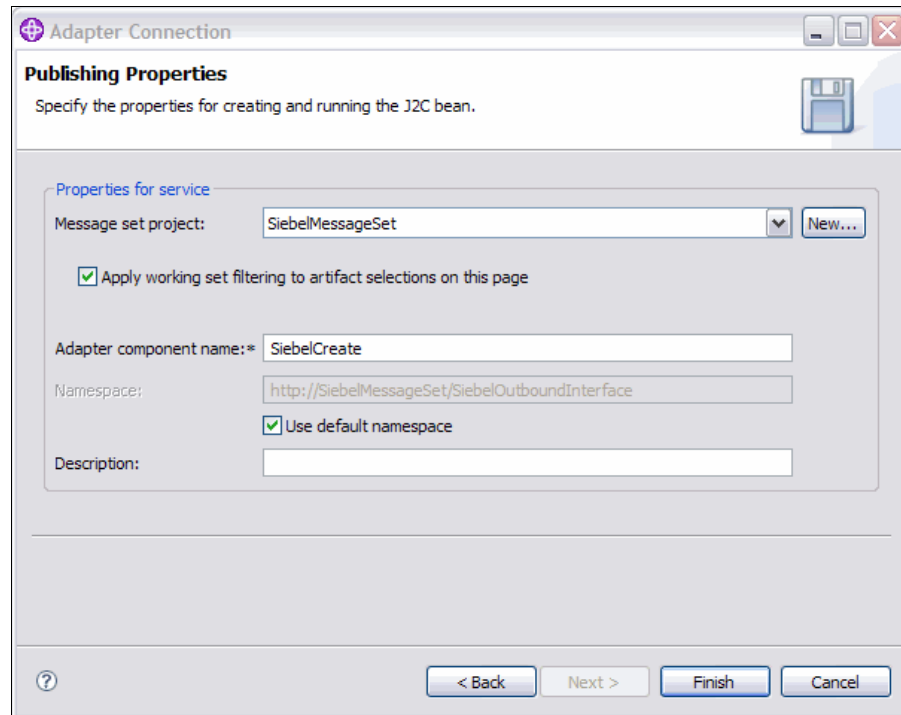 Adapter Connection
Publishing Properties
Specify the properties for creating and running the J2C bean.
Properties for service
Message set project: SiebelMessageSet New...
Apply working set filtering to artifact selections on this page
Adapter component name:* SiebelCreate
Namespace: http://SiebelMessageSet/SiebelOutboundInterface
Use default namespace
Description:
? < Back Next > Finish Cancel